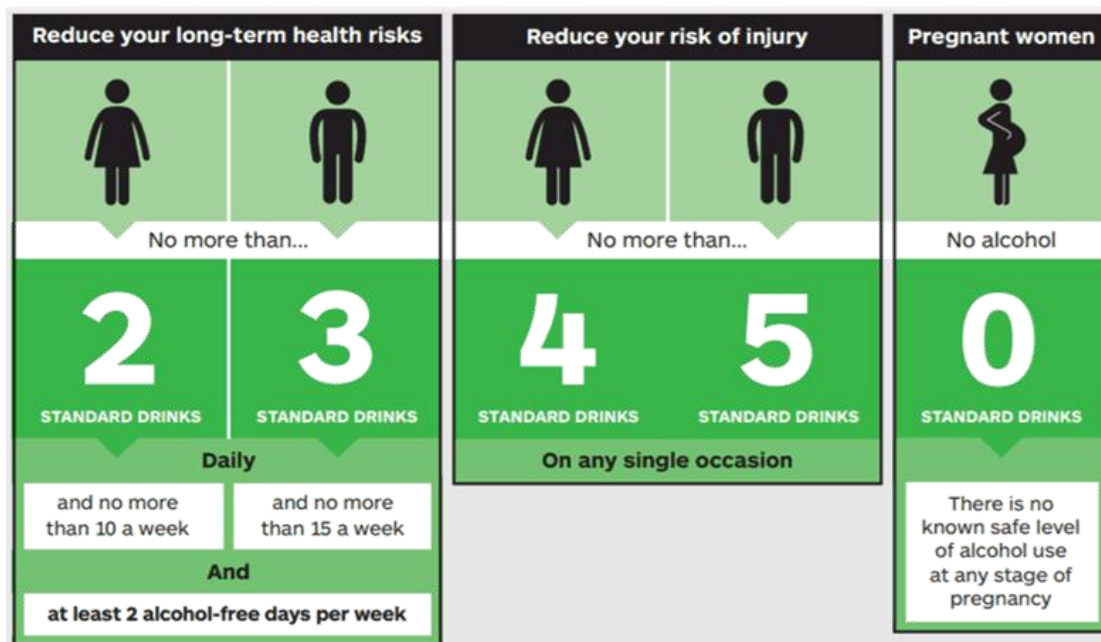 Reduce your long-term health risks
No more than...
2
STANDARD DRINKS
3
STANDARD DRINKS
Daily
and no more
than 10 a week
and no more
than 15 a week
And
at least 2 alcohol-free days per week
Reduce your risk of injury
No more than...
4
STANDARD DRINKS
5
STANDARD DRINKS
On any single occasion
Pregnant women
No alcohol
0
STANDARD DRINKS
There is no
known safe level
of alcohol use
at any stage of
pregnancy